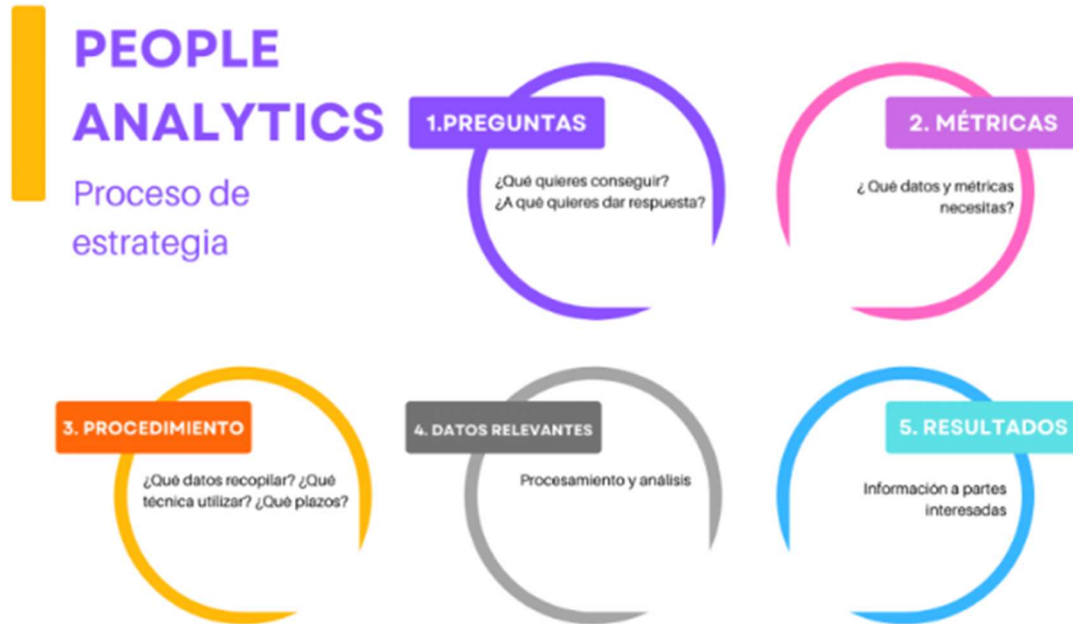 PEOPLE
ANALYTICS
Proceso de
estrategia
1.PREGUNTAS
¿Qué quieres conseguir?
¿A qué quieres dar respuesta?
2. MÉTRICAS
¿ Qué datos y métricas
necesitas?
3. PROCEDIMIENTO
¿Qué datos recopilar? ¿Qué
técnica utilizar? ¿Qué plazos?
4. DATOS RELEVANTES
Procesamiento y análisis
5. RESULTADOS
Información a partes
interesadas